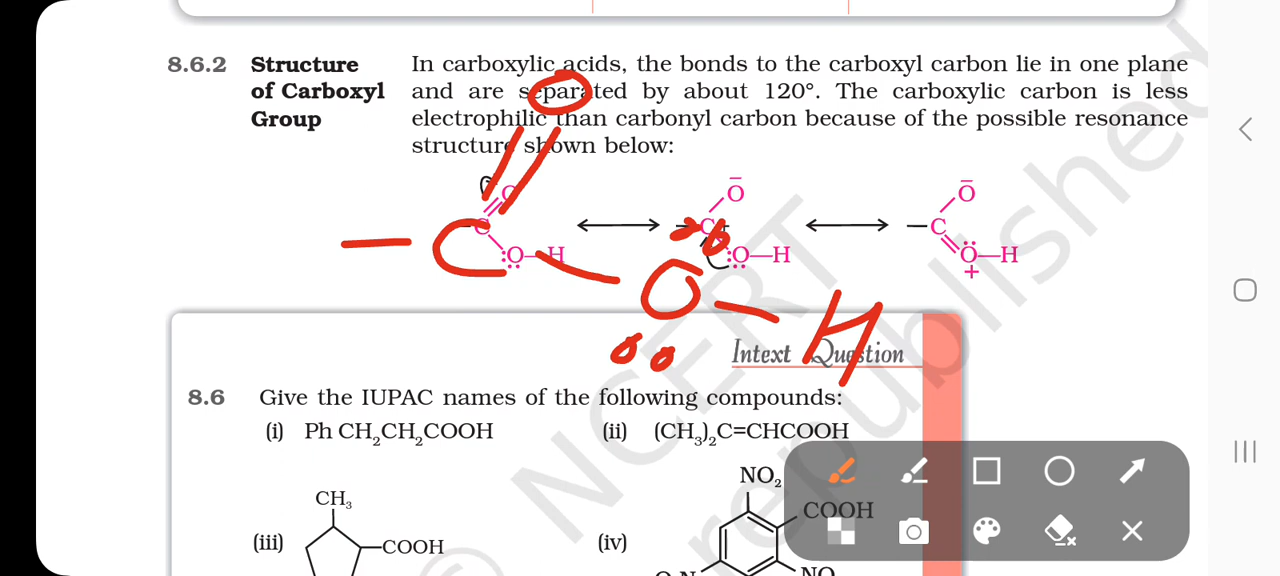 8.6.2 Structure of Carboxyl Group
In carboxylic acids, the bonds to the carboxyl carbon lie in one plane
and are separated by about 120°. The carboxylic carbon is less
electrophilic than carbonyl carbon because of the possible resonance
structure shown below:
O
– C – O – H
O
C
O—H
O
C
O—H
O
C
O—H
Intext Question
8.6 Give the IUPAC names of the following compounds:
(i) Ph CH₂CH₂COOH (ii) (CH₃)₂C=CHCOOH
NO₂
CH₃
COOH
(iii)
COOH
(iv)
NO
© NCERT
republished